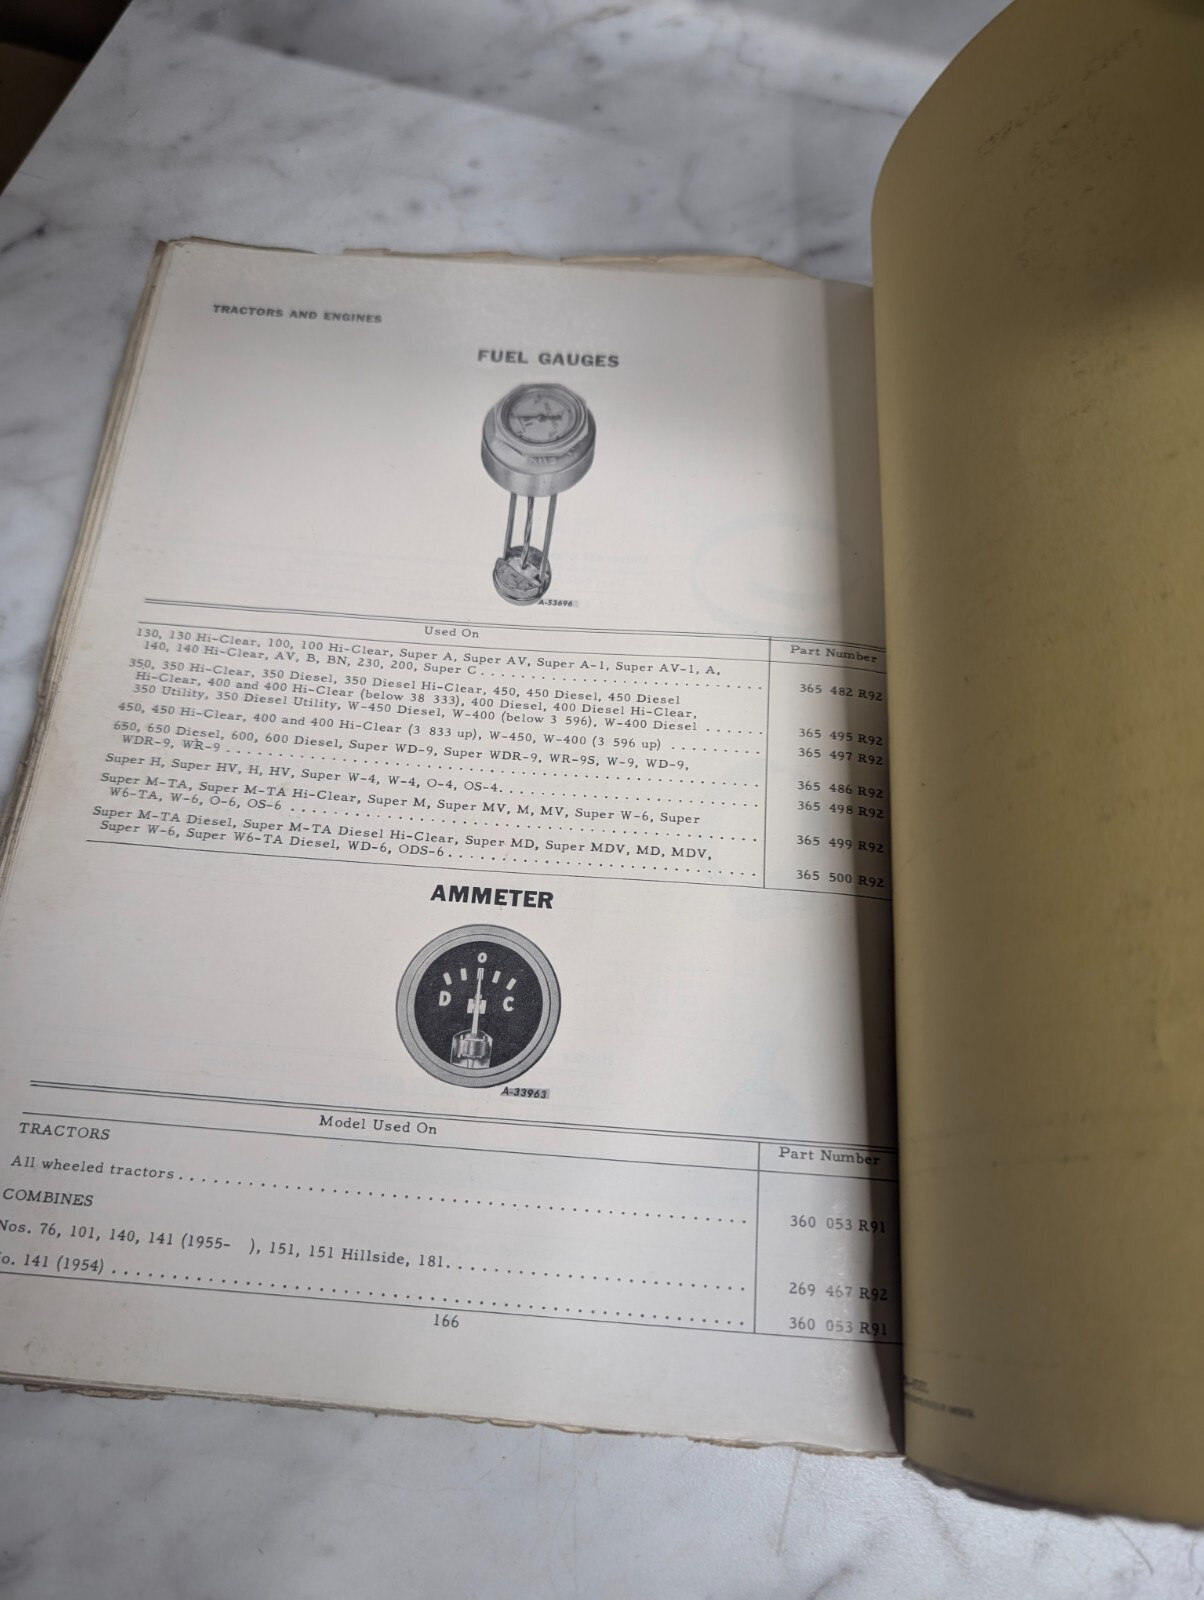 TRACTORS AND ENGINES
FUEL GAUGES
A-53696
Used On
Part Number
130, 130 Hi-Clear, 100, 100 Hi-Clear, Super A, Super AV, Super A-1, Super AV-1, A,
140, 140 Hi-Clear, AV, B, BN, 230, 200, Super C . . . . . . . . . . . . . . . . . . . . . . . . . . . 365 482 R92
350, 350 Hi-Clear, 350 Diesel, 350 Diesel Hi-Clear, 450, 450 Diesel, 450 Diesel
Hi-Clear, 400 and 400 Hi-Clear (below 38 333), 400 Diesel, 400 Diesel Hi-Clear,
350 Utility, 350 Diesel Utility, W-450 Diesel, W-400 (below 3 596), W-400 Diesel . . . . . . 365 495 R92
450, 450 Hi-Clear, 400 and 400 Hi-Clear (3 833 up), W-450, W-400 (3 596 up) . . . . . . . . . 365 497 R92
650, 650 Diesel, 600, 600 Diesel, Super WD-9, Super WDR-9, WR-9S, W-9, WD-9,
WDR-9, WR-9 . . . . . . . . . . . . . . . . . . . . . . . . . . . . . . . . . . . . . . . . . . . . . 365 486 R92
Super H, Super HV, H, HV, Super W-4, W-4, O-4, OS-4. . . . . . . . . . . . . . . . . . . . . . 365 498 R92
Super M-TA, Super M-TA Hi-Clear, Super M, Super MV, M, MV, Super W-6, Super
W6-TA, W-6, O-6, OS-6 . . . . . . . . . . . . . . . . . . . . . . . . . . . . . . . . . . . . . . 365 499 R92
Super M-TA Diesel, Super M-TA Diesel Hi-Clear, Super MD, Super MDV, MD, MDV,
Super W-6, Super W6-TA Diesel, WD-6, ODS-6 . . . . . . . . . . . . . . . . . . . . . . . . . 365 500 R92
AMMETER
O
D C
A-33963
Model Used On
Part Number
TRACTORS
All wheeled tractors . . . . . . . . . . . . . . . . . . . . . . . . . . . . . . . . . . . . . . . . 360 053 R91
COMBINES
Nos. 76, 101, 140, 141 (1955- ), 151, 151 Hillside, 181. . . . . . . . . . . . . . . . . . . . . 269 467 R92
o. 141 (1954) . . . . . . . . . . . . . . . . . . . . . . . . . . . . . . . . . . . . . . . . . . . . 360 053 R91
166